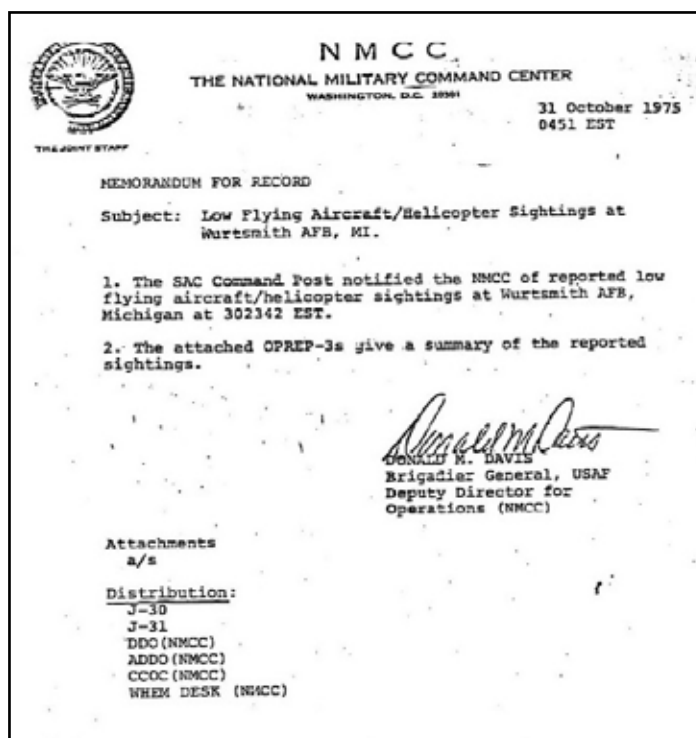 NMCC
THE NATIONAL MILITARY COMMAND CENTER
WASHINGTON, D.C. 20301
31 October 1975
0451 EST
THE JOINT STAFF
MEMORANDUM FOR RECORD
Subject: Low Flying Aircraft/Helicopter Sightings at
Wurtsmith AFB, MI.
1. The SAC Command Post notified the NMCC of reported low
flying aircraft/helicopter sightings at Wurtsmith AFB,
Michigan at 302342 EST.
2. The attached OPREP-3s give a summary of the reported
sightings.
Donald M. Davis
DONALD M. DAVIS
Brigadier General, USAF
Deputy Director for
Operations (NMCC)
Attachments
a/s
Distribution:
J-30
J-31
DDO(NMCC)
ADDO(NMCC)
CCOC(NMCC)
WHEM DESK (NMCC)